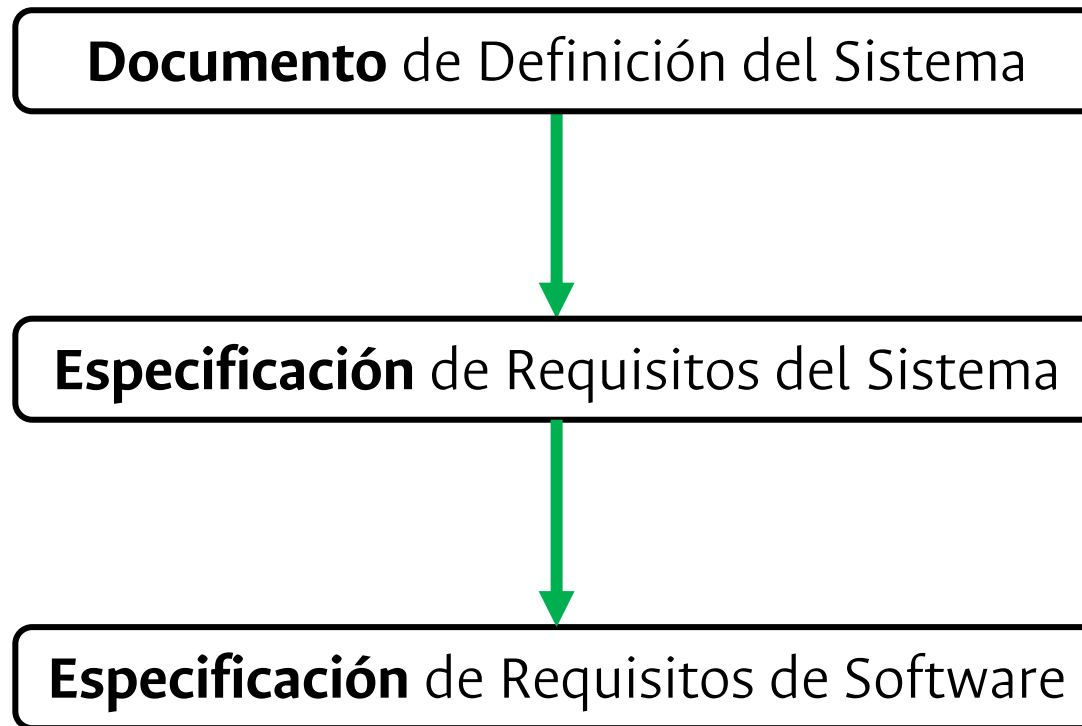 Documento de Definición del Sistema
Especificación de Requisitos del Sistema
Especificación de Requisitos de Software